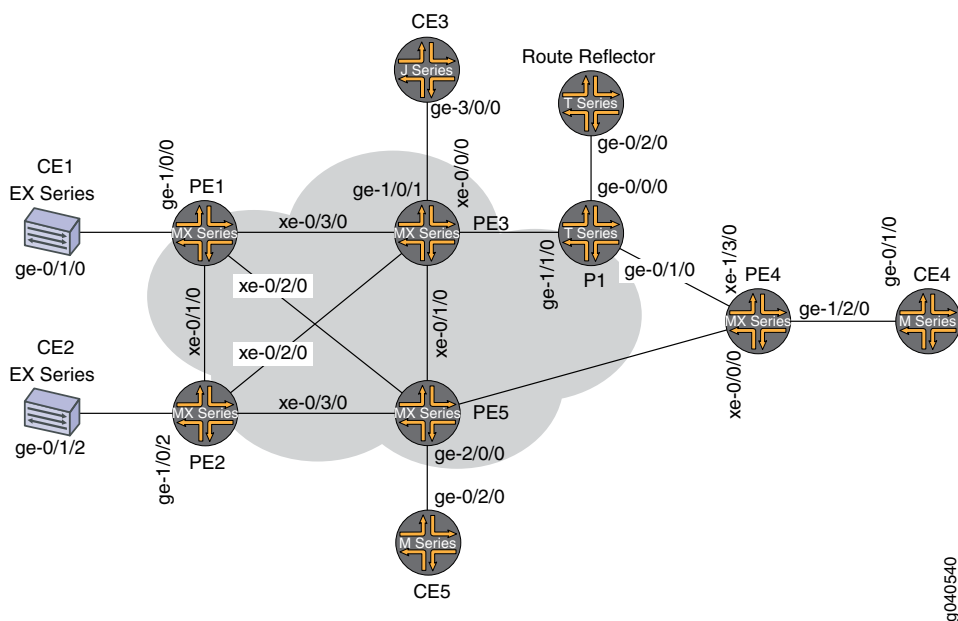 CE3
J Series
ge-3/0/0
Route Reflector
T Series
ge-0/2/0
CE1
EX Series
ge-0/1/0
ge-1/0/0
PE1
MX Series
xe-0/3/0
ge-1/0/1
xe-0/0/0
MX Series
PE3
ge-0/0/0
T Series
P1
ge-1/1/0
ge-0/1/0
xe-1/3/0
PE4
MX Series
xe-0/0/0
ge-1/2/0
ge-0/1/0
CE4
M Series
xe-0/1/0
xe-0/2/0
xe-0/2/0
xe-0/1/0
CE2
EX Series
ge-0/1/2
ge-1/0/2
MX Series
PE2
xe-0/3/0
MX Series
PE5
ge-2/0/0
ge-0/2/0
M Series
CE5
g040540